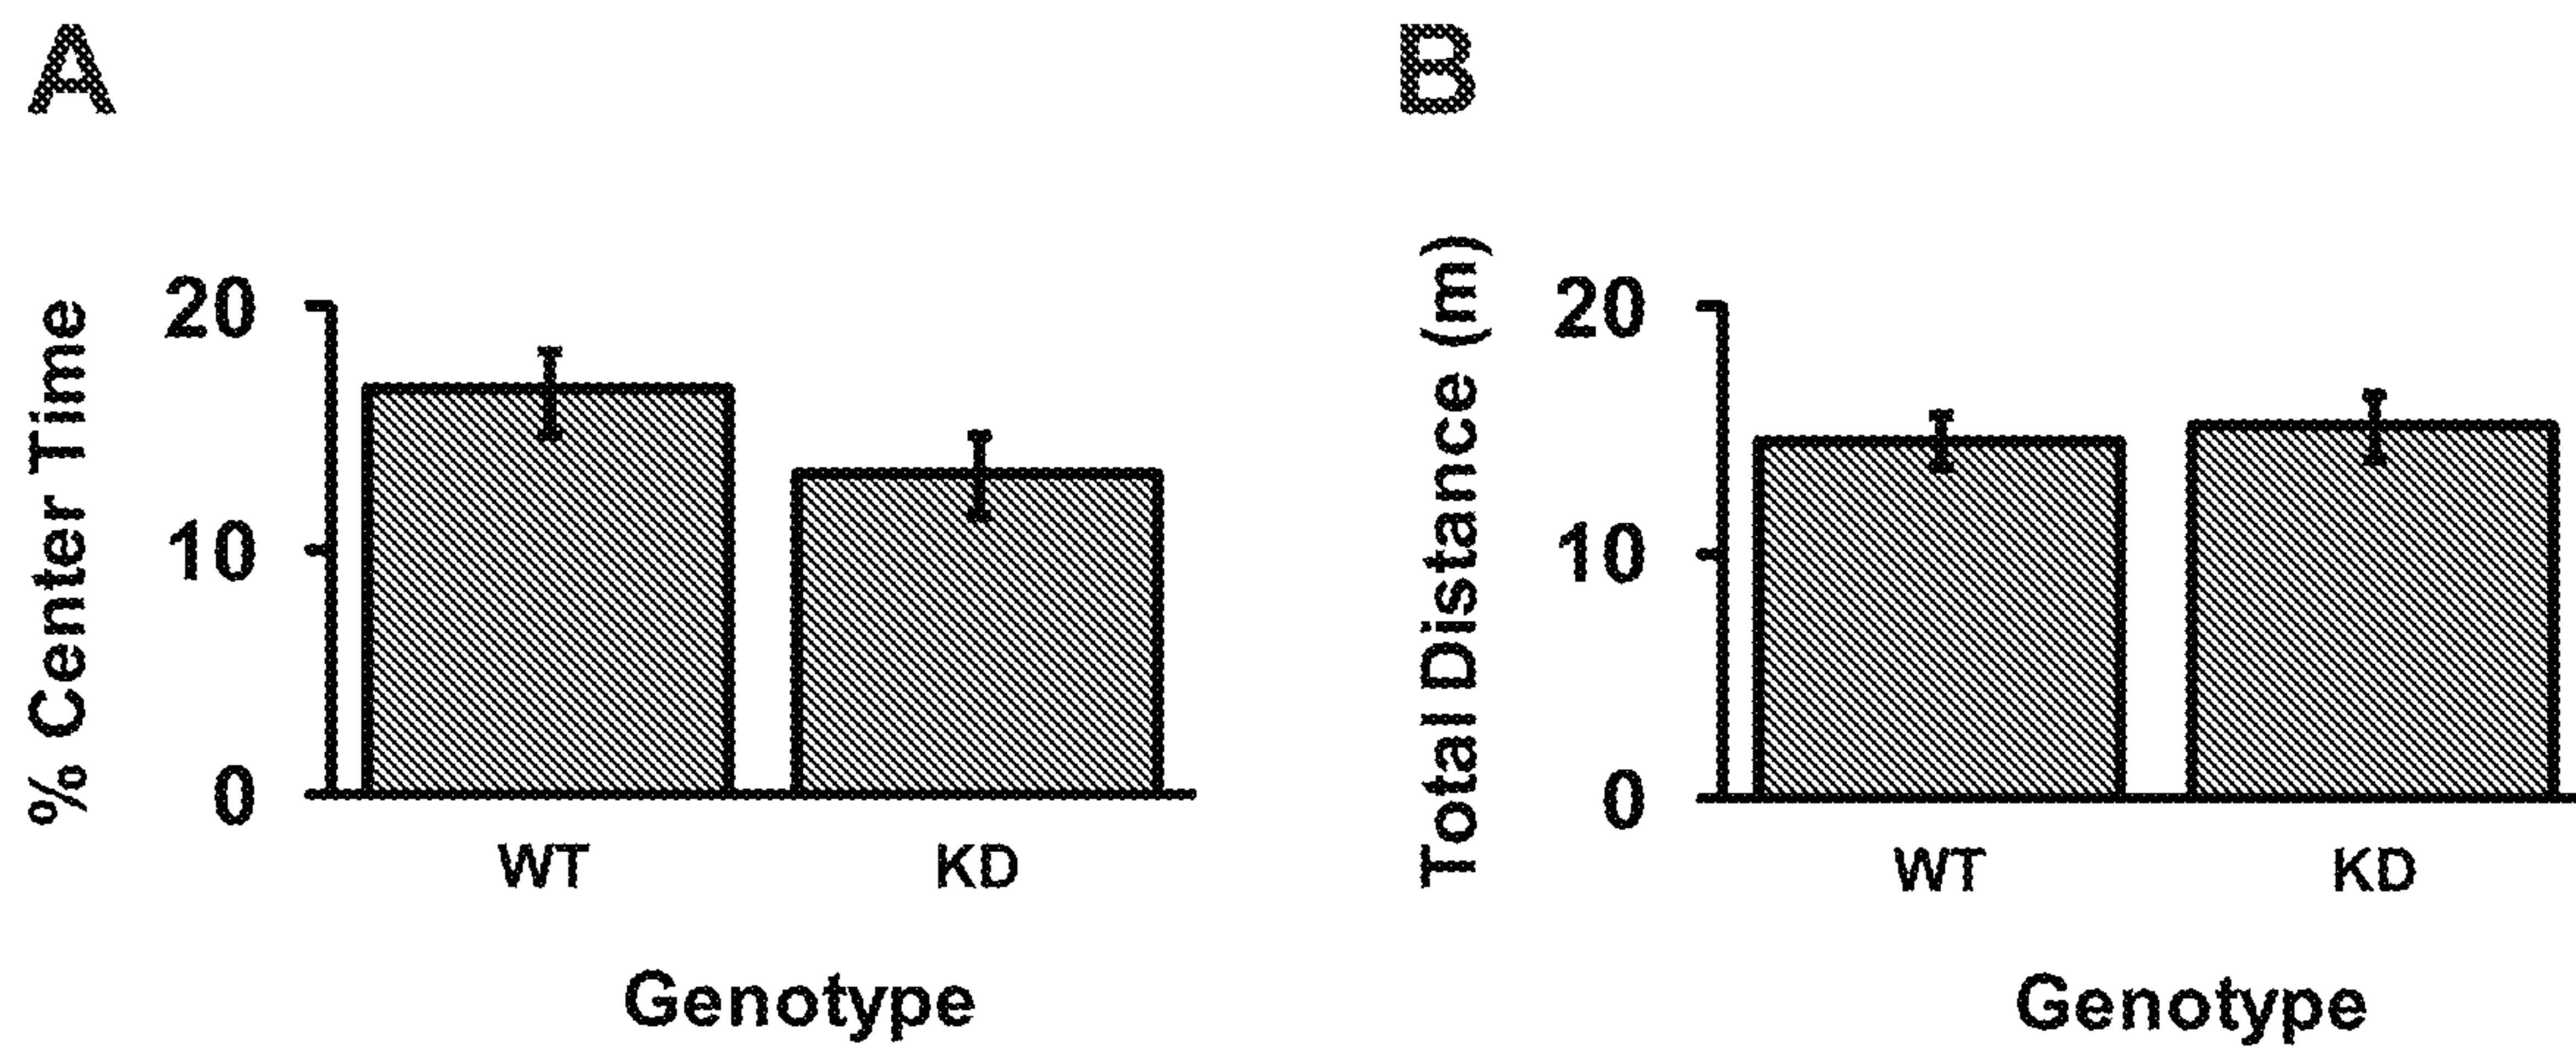 A
% Center Time
20
10
0
WT KD
Genotype
B
Total Distance (m)
20
10
0
WT KD
Genotype